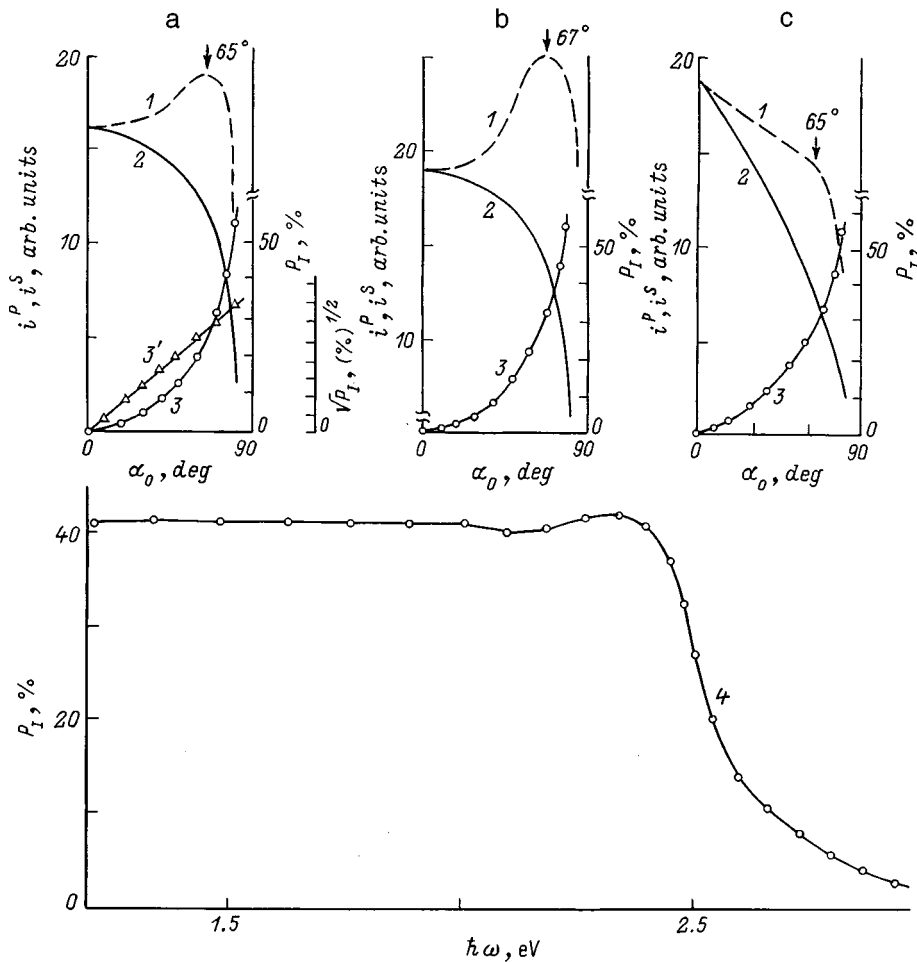 a
20
10
0
90
1
2
3'
3
65°
50
0
i^P, i^S, arb. units
P_I, %
√P_I, (%)^{1/2}
α_0, deg
b
20
10
0
90
1
2
3
67°
50
0
i^P, i^S, arb. units
P_I, %
α_0, deg
c
20
10
0
90
1
2
3
65°
50
0
i^P, i^S, arb. units
P_I, %
α_0, deg
40
20
0
P_I, %
4
1.5
2.5
ħω, eV